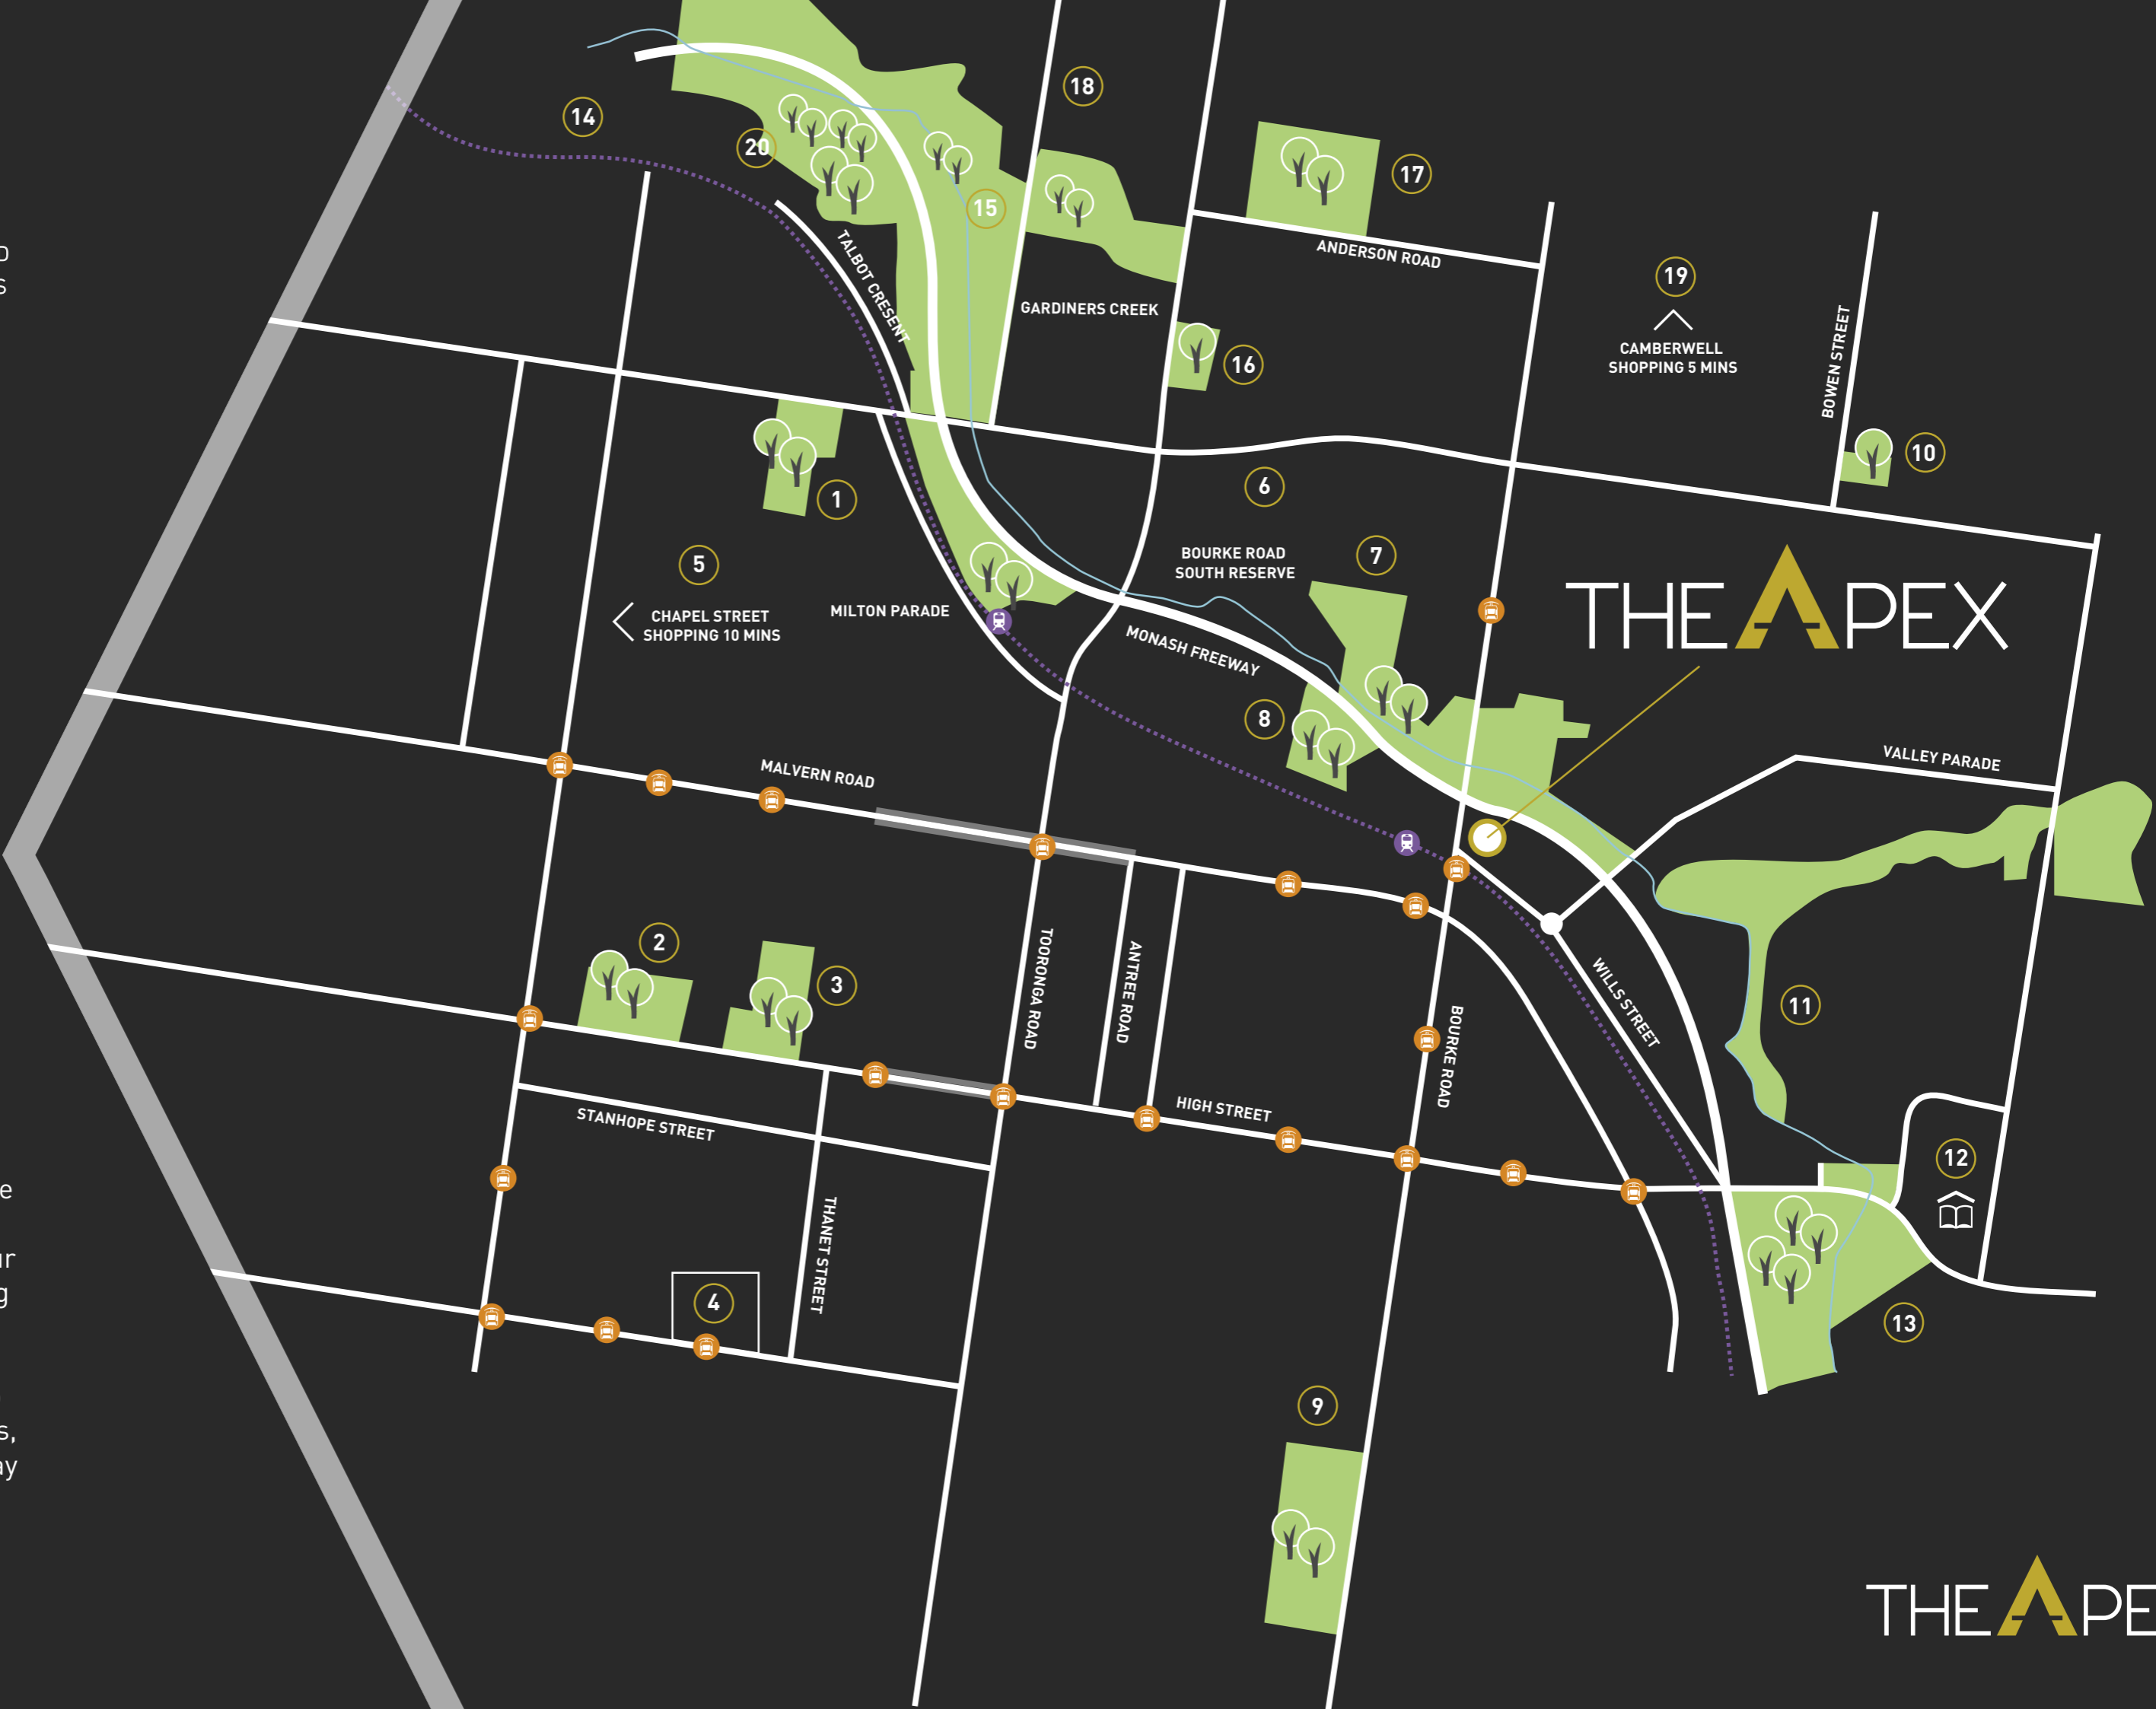 18
14
20
17
15
ANDERSON ROAD
TALBOT CRESENT
19
GARDINERS CREEK
CAMBERWELL
SHOPPING 5 MINS
BOWEN STREET
16
10
1
6
5
BOURKE ROAD
SOUTH RESERVE
7
CHAPEL STREET
SHOPPING 10 MINS
MILTON PARADE
THE APEX
MONASH FREEWAY
8
VALLEY PARADE
MALVERN ROAD
2
3
TOORONGA ROAD
ANTREE ROAD
WILLS STREET
11
BOURKE ROAD
HIGH STREET
STANHOPE STREET
12
THANET STREET
4
13
9
THE APE